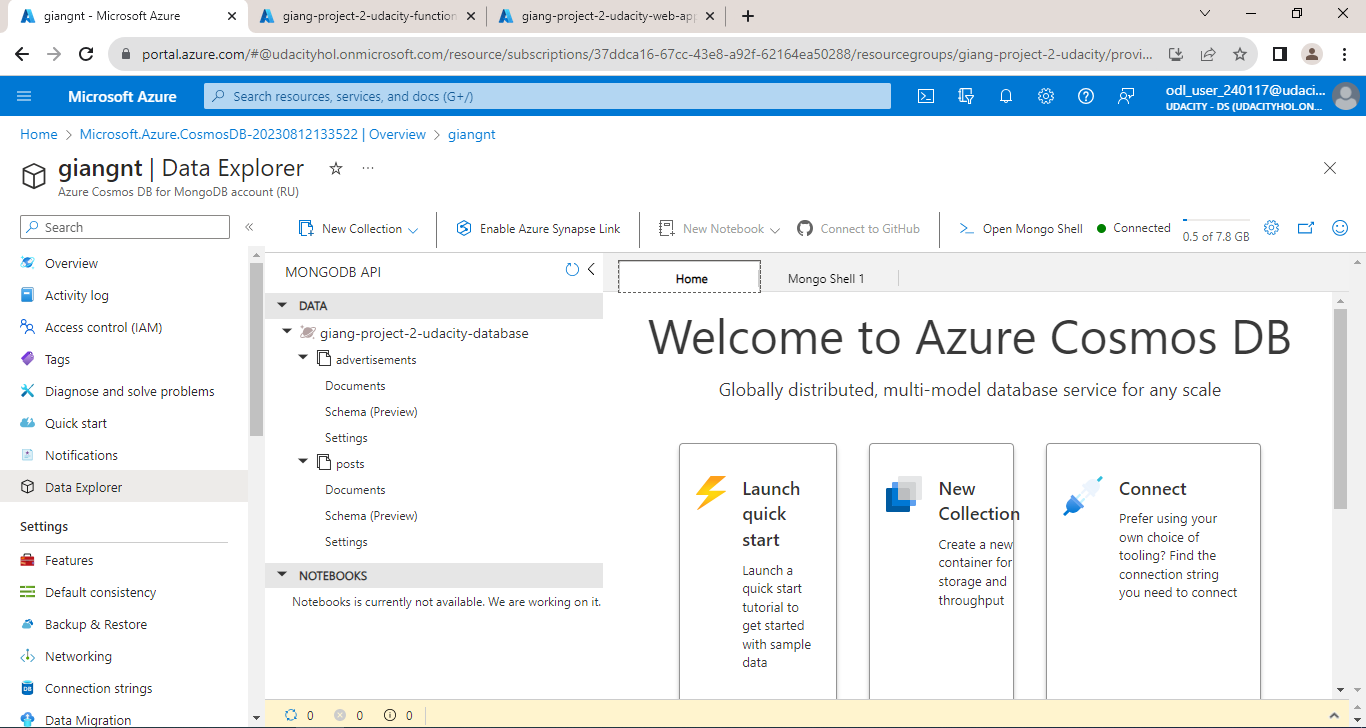 giangnt - Microsoft Azure
giang-project-2-udacity-function
giang-project-2-udacity-web-app
portal.azure.com/#@udacityhol.onmicrosoft.com/resource/subscriptions/37ddca16-67cc-43e8-a92f-62164ea50288/resourcegroups/giang-project-2-udacity/provi...
Microsoft Azure
Search resources, services, and docs (G+/)
odl_user_240117@udaci...
UDACITY - DS (UDACITYHOL.ON...
Home > Microsoft.Azure.CosmosDB-20230812133522 | Overview > giangnt
giangnt | Data Explorer
Azure Cosmos DB for MongoDB account (RU)
Search
New Collection
Enable Azure Synapse Link
New Notebook
Connect to GitHub
Open Mongo Shell
Connected
0.5 of 7.8 GB
Overview
Activity log
Access control (IAM)
Tags
Diagnose and solve problems
Quick start
Notifications
Data Explorer
Settings
Features
Default consistency
Backup & Restore
Networking
Connection strings
Data Migration
MONGODB API
DATA
giang-project-2-udacity-database
advertisements
Documents
Schema (Preview)
Settings
posts
Documents
Schema (Preview)
Settings
NOTEBOOKS
Notebooks is currently not available. We are working on it.
Home
Mongo Shell 1
Welcome to Azure Cosmos DB
Globally distributed, multi-model database service for any scale
Launch
quick
start
Launch a
quick start
tutorial to
get started
with sample
data
New
Collection
Create a new
container for
storage and
throughput
Connect
Prefer using your
own choice of
tooling? Find the
connection string
you need to connect
0
0
0